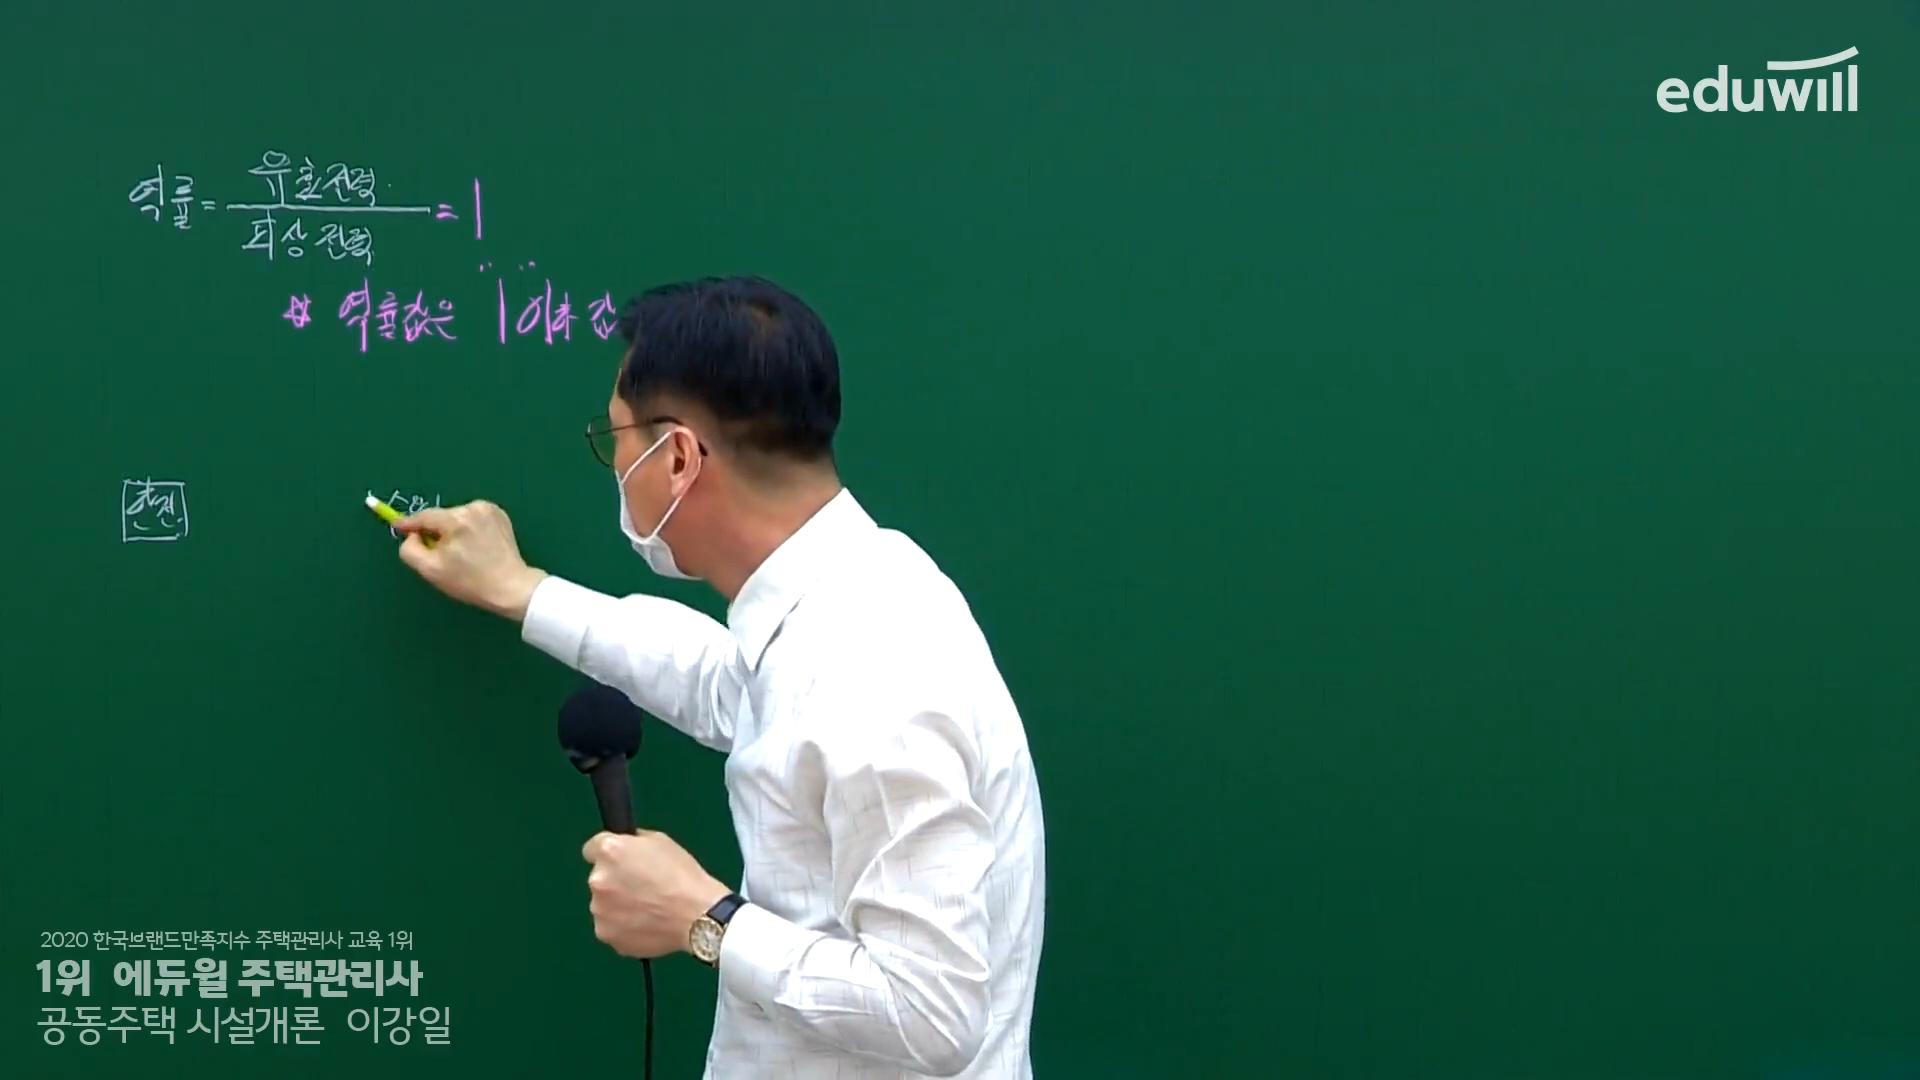 eduwill
역률 = 유효전력 / 피상전력 = 1
* 역률값은 1 이하 값
한전
2020 한국브랜드만족지수 주택관리사 교육 1위
1위 에듀윌 주택관리사
공동주택 시설개론 이강일